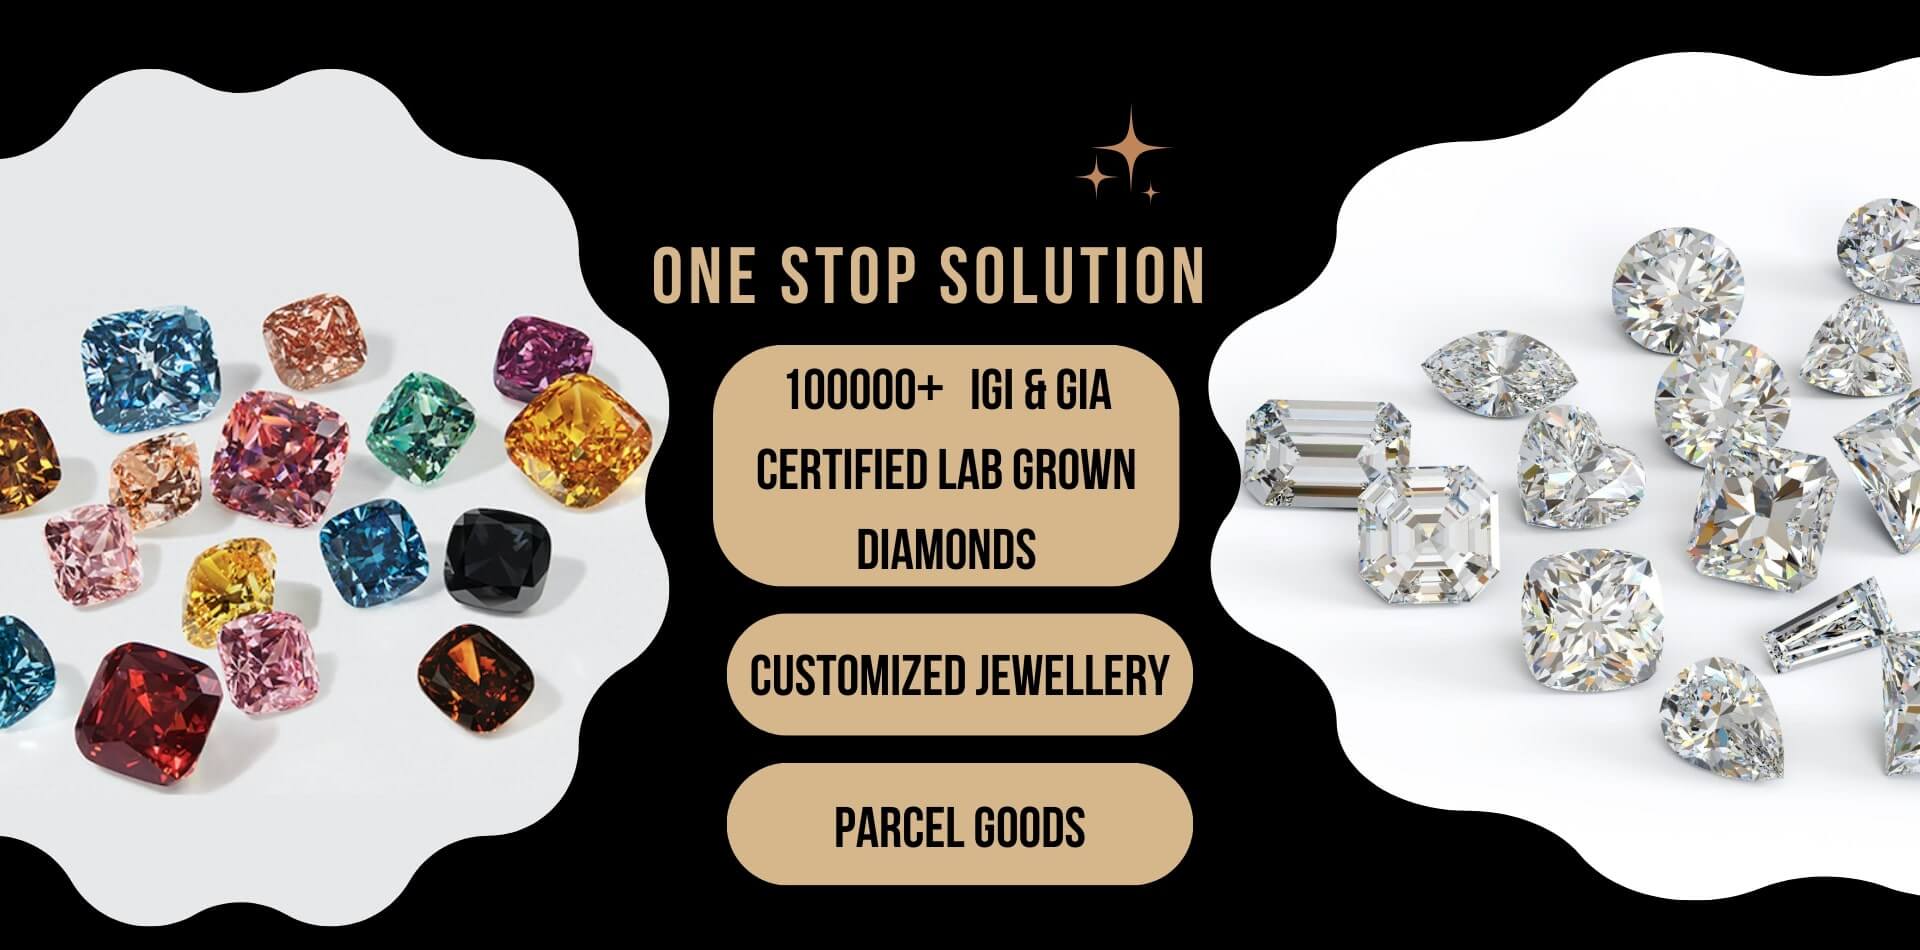 ONE STOP SOLUTION
100000+ IGI & GIA
CERTIFIED LAB GROWN
DIAMONDS
CUSTOMIZED JEWELLERY
PARCEL GOODS